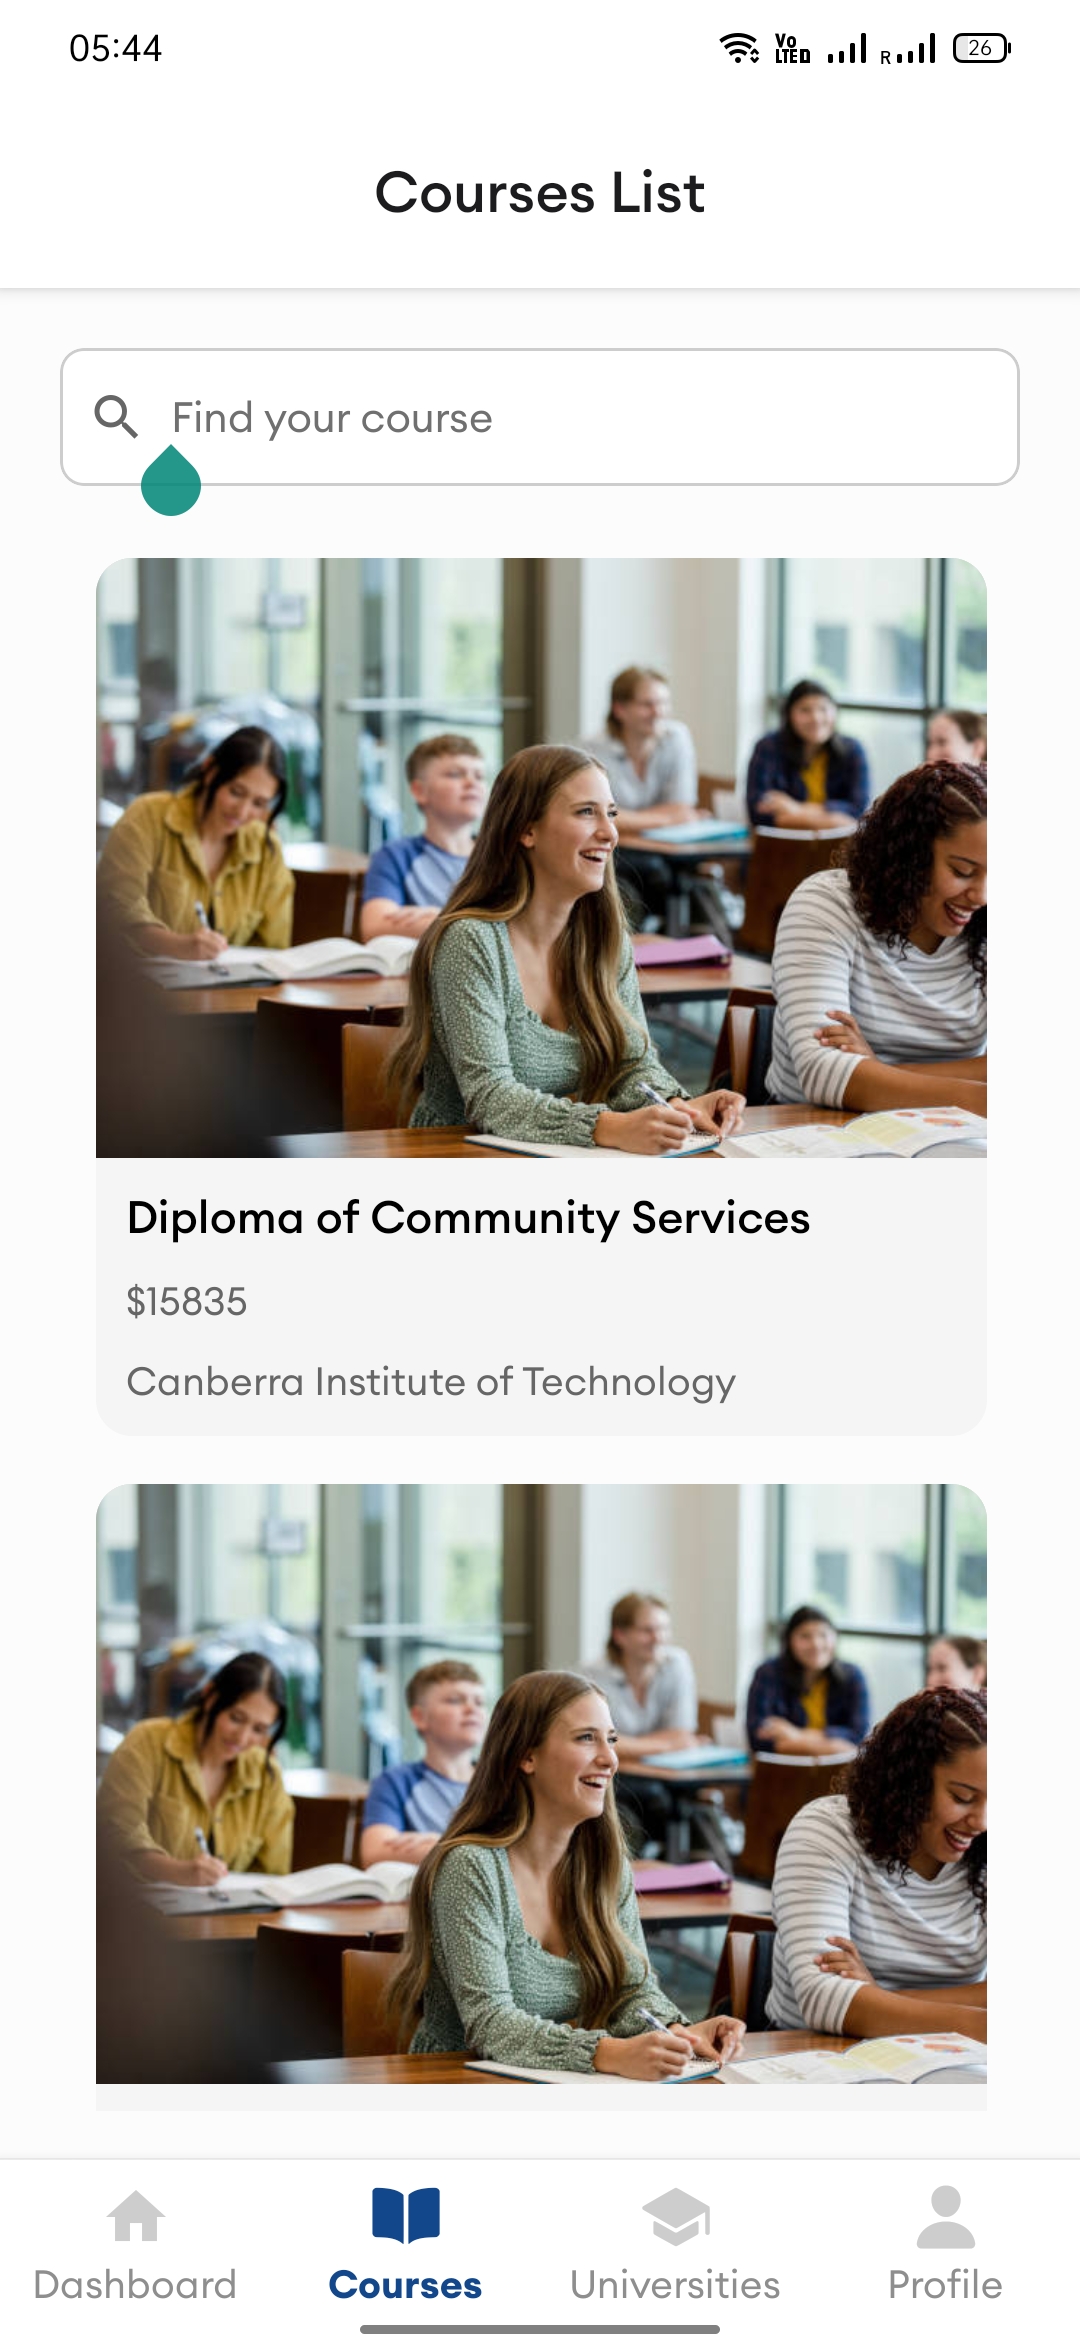 05:44
Vo
LTE D
R
26
Courses List
Find your course
Diploma of Community Services
$15835
Canberra Institute of Technology
Dashboard
Courses
Universities
Profile